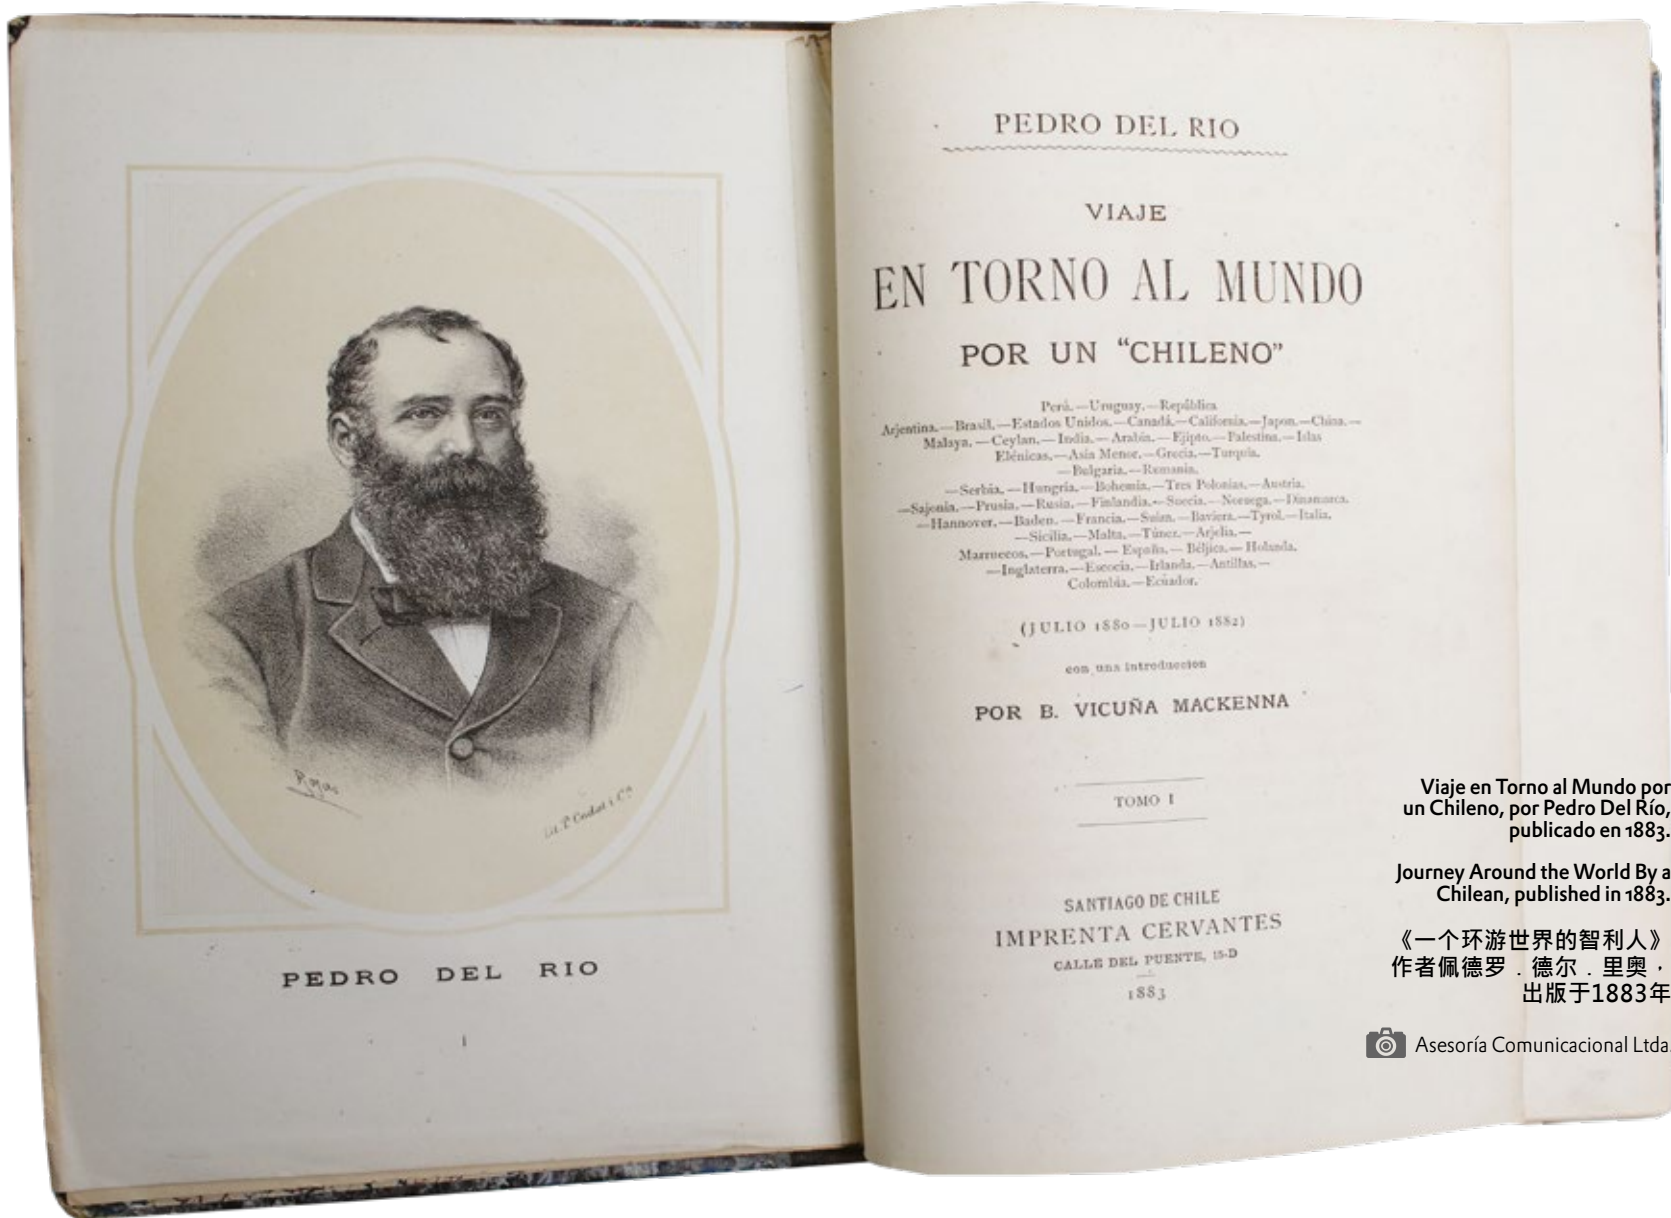 Rojas
Lit. P. Cadot i Cª
PEDRO DEL RIO
I
PEDRO DEL RIO
VIAJE
EN TORNO AL MUNDO
POR UN “CHILENO”
Perú.—Uruguay.—República
Arjentina.—Brasil.—Estados Unidos.—Canadá.—California.—Japon.—China.—
Malaya.—Ceylan.—India.—Arabia.—Ejipto.—Palestina.—Islas
Elénicas.—Asia Menor.—Grecia.—Turquía.
—Bulgaria.—Rumania.
—Serbia.—Hungría.—Bohemia.—Tres Polonias.—Austria.
—Sajonia.—Prusia.—Rusia.—Finlandia.—Suecia.—Noruega.—Dinamarca.
—Hannover.—Baden.—Francia.—Suiza.—Baviera.—Tyrol.—Italia.
—Sicilia.—Malta.—Túnez.—Arjelia.—
Marruecos.—Portugal.—España.—Béljica.—Holanda.
—Inglaterra.—Escocia.—Irlanda.—Antillas.—
Colombia.—Ecuador.
(JULIO 1880—JULIO 1882)
con una introduccion
POR B. VICUÑA MACKENNA
TOMO I
SANTIAGO DE CHILE
IMPRENTA CERVANTES
CALLE DEL PUENTE, 15-D
1883
Viaje en Torno al Mundo por
un Chileno, por Pedro Del Río,
publicado en 1883.
Journey Around the World By a
Chilean, published in 1883.
《一个环游世界的智利人》
作者佩德罗．德尔．里奥，
出版于1883年
Asesoría Comunicacional Ltda.